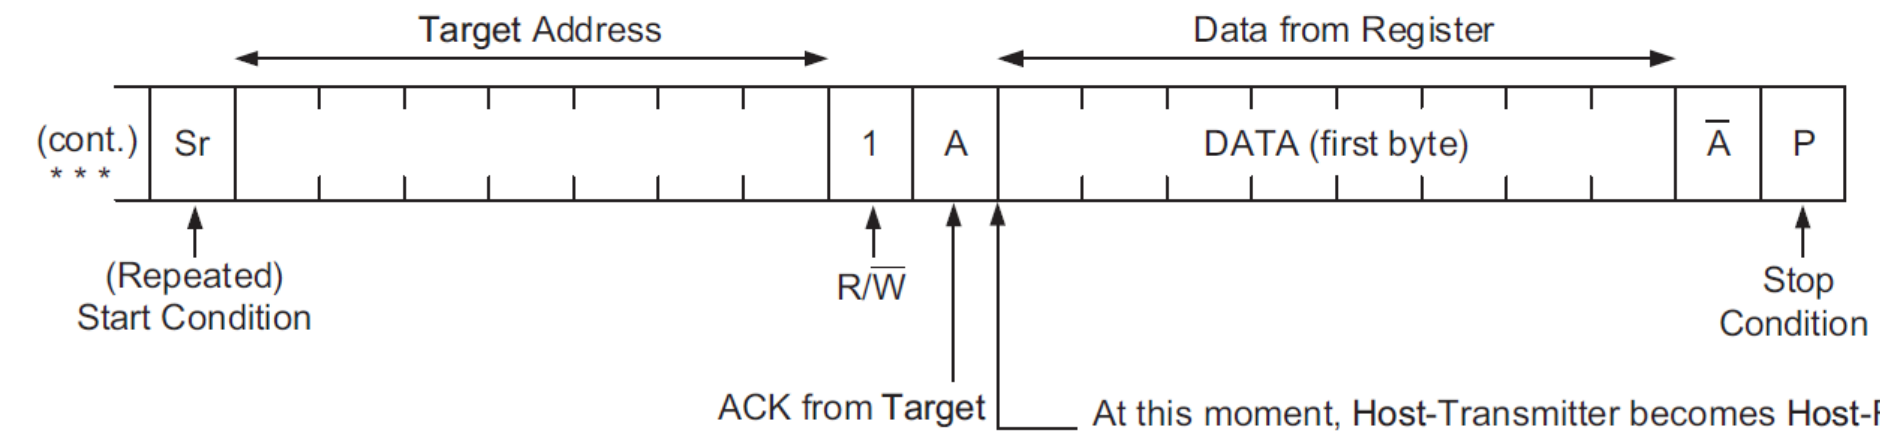 Target Address
Data from Register
(cont.)
* * *
Sr
1
A
DATA (first byte)
A̅
P
(Repeated)
Start Condition
R/W̅
Stop
Condition
ACK from Target
At this moment, Host-Transmitter becomes Host-